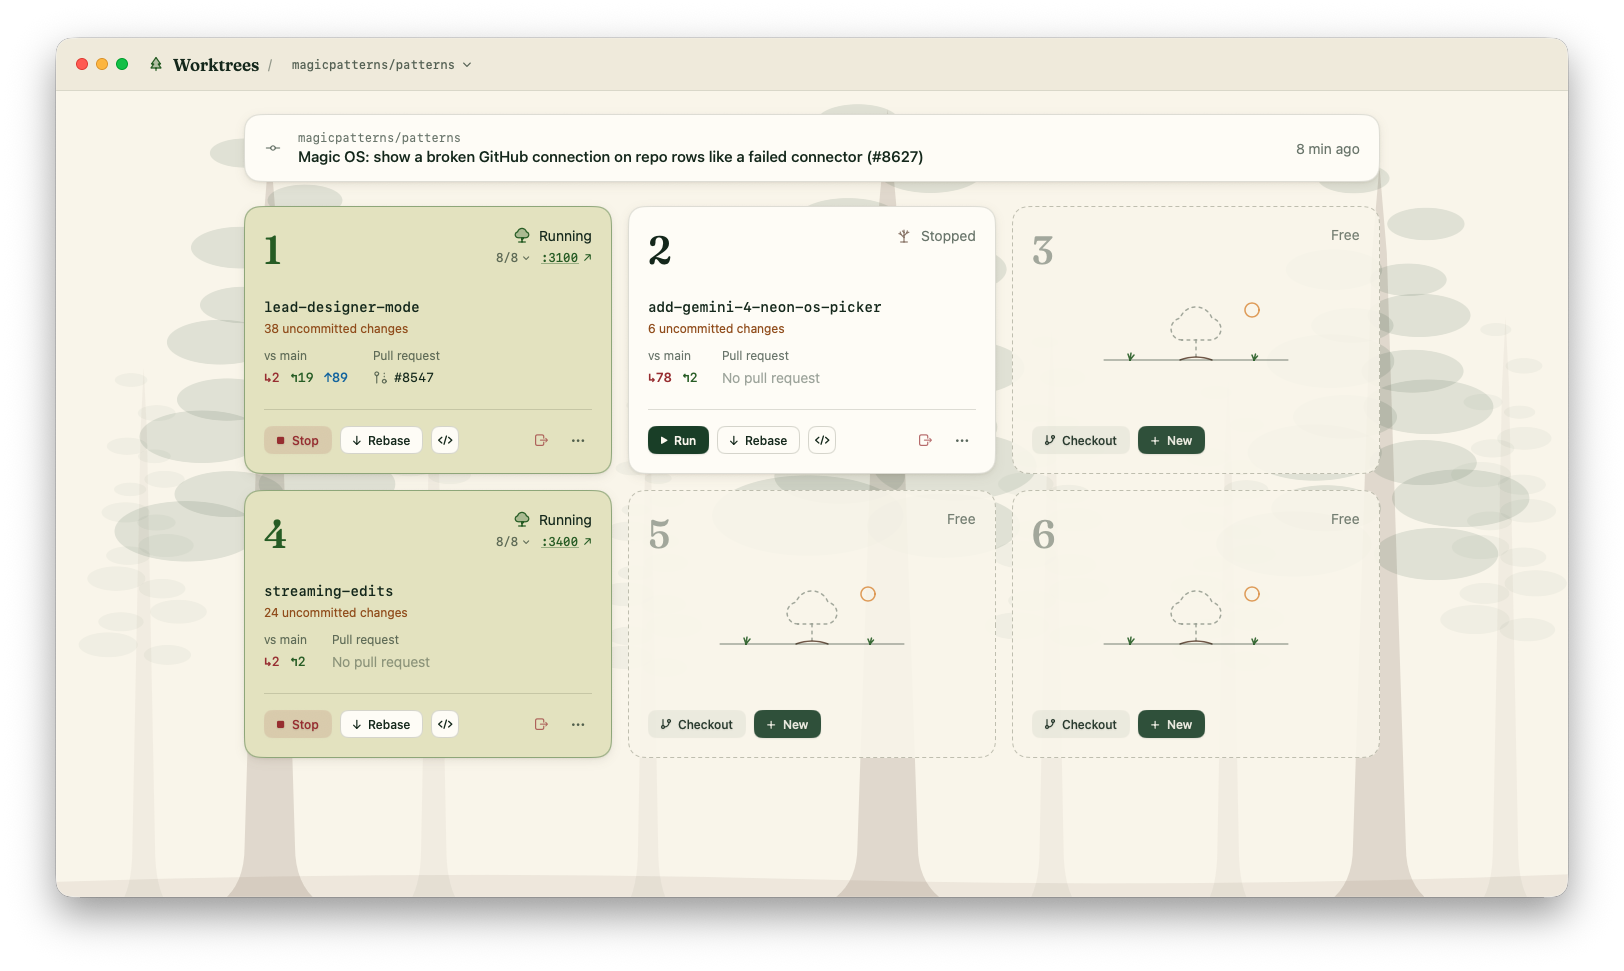 Worktrees / magicpatterns/patterns
magicpatterns/patterns
Magic OS: show a broken GitHub connection on repo rows like a failed connector (#8627)
8 min ago
1
Running
8/8 :3100 ↗
lead-designer-mode
38 uncommitted changes
vs main Pull request
↳2 ↰19 ↑89 #8547
Stop ↓ Rebase </> ...
2
Stopped
add-gemini-4-neon-os-picker
6 uncommitted changes
vs main Pull request
↳78 ↰2 No pull request
Run ↓ Rebase </> ...
3
Free
Checkout + New
4
Running
8/8 :3400 ↗
streaming-edits
24 uncommitted changes
vs main Pull request
↳2 ↰2 No pull request
Stop ↓ Rebase </> ...
5
Free
Checkout + New
6
Free
Checkout + New